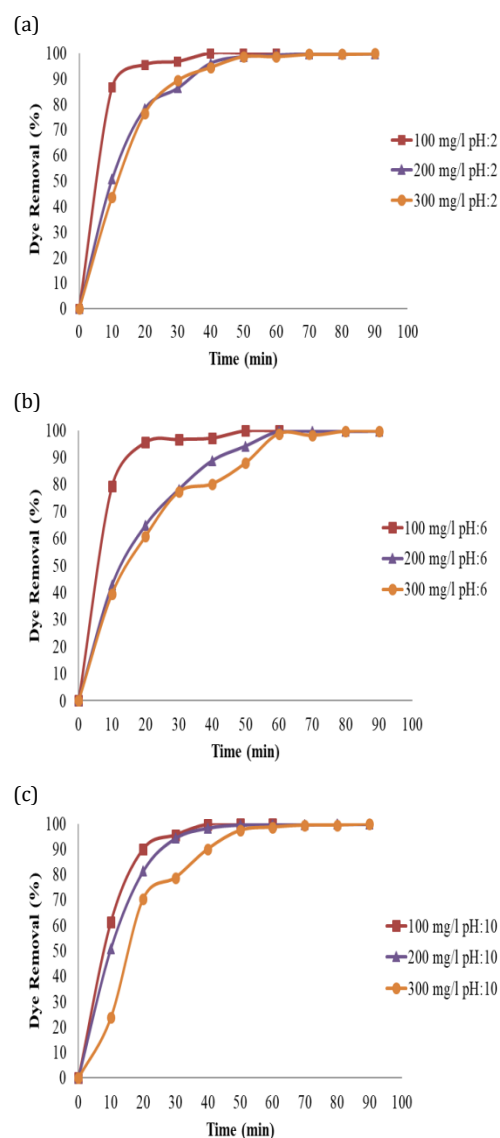 (a)
100
90
80
70
60
50
40
30
20
10
0
Dye Removal (%)
0 10 20 30 40 50 60 70 80 90 100
Time (min)
100 mg/l pH:2
200 mg/l pH:2
300 mg/l pH:2
(b)
100
90
80
70
60
50
40
30
20
10
0
Dye Removal (%)
0 10 20 30 40 50 60 70 80 90 100
Time (min)
100 mg/l pH:6
200 mg/l pH:6
300 mg/l pH:6
(c)
100
90
80
70
60
50
40
30
20
10
0
Dye Removal (%)
0 10 20 30 40 50 60 70 80 90 100
Time (min)
100 mg/l pH:10
200 mg/l pH:10
300 mg/l pH:10